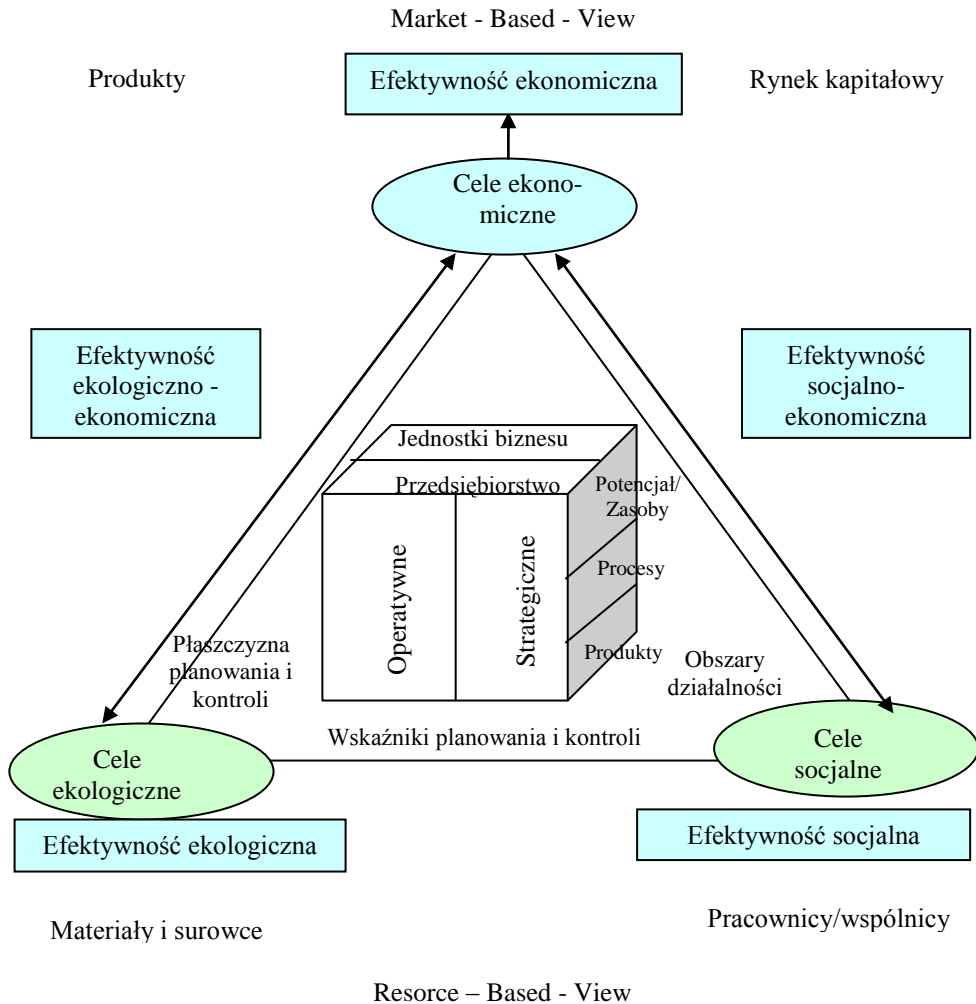 Market - Based - View
Produkty
Efektywność ekonomiczna
Rynek kapitałowy
Cele ekono-
miczne
Efektywność
ekologiczno -
ekonomiczna
Efektywność
socjalno-
ekonomiczna
Jednostki biznesu
Przedsiębiorstwo
Potencjał/
Zasoby
Operatywne
Strategiczne
Procesy
Produkty
Płaszczyzna
planowania i
kontroli
Obszary
działalności
Wskaźniki planowania i kontroli
Cele
ekologiczne
Cele
socjalne
Efektywność ekologiczna
Efektywność socjalna
Materiały i surowce
Pracownicy/wspólnicy
Resorce – Based - View